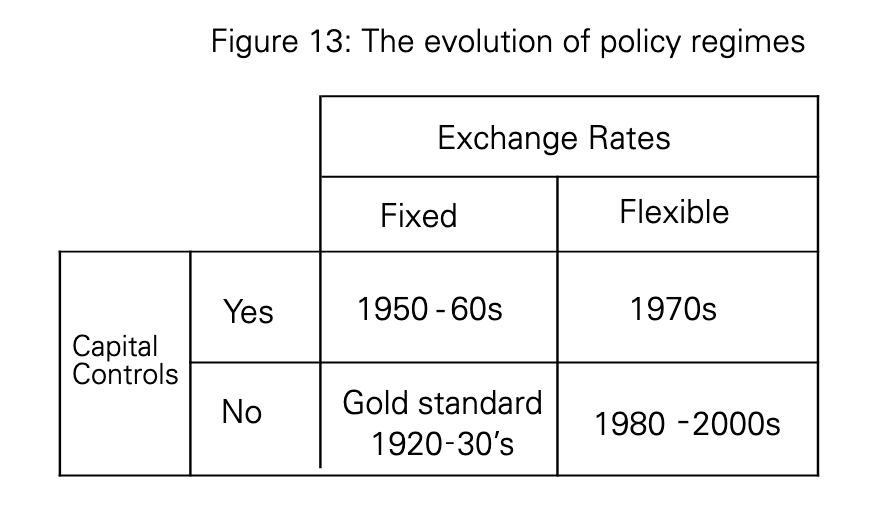 Figure 13: The evolution of policy regimes
Exchange Rates
Fixed
Flexible
Capital
Controls
Yes
1950 - 60s
1970s
No
Gold standard
1920-30's
1980 -2000s